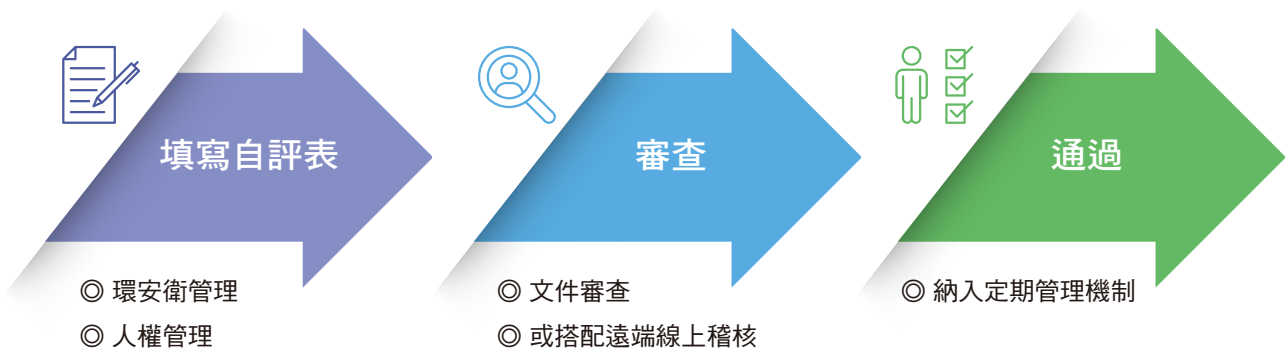 填寫自評表
◎ 環安衛管理
◎ 人權管理
審查
◎ 文件審查
◎ 或搭配遠端線上稽核
通過
◎ 納入定期管理機制